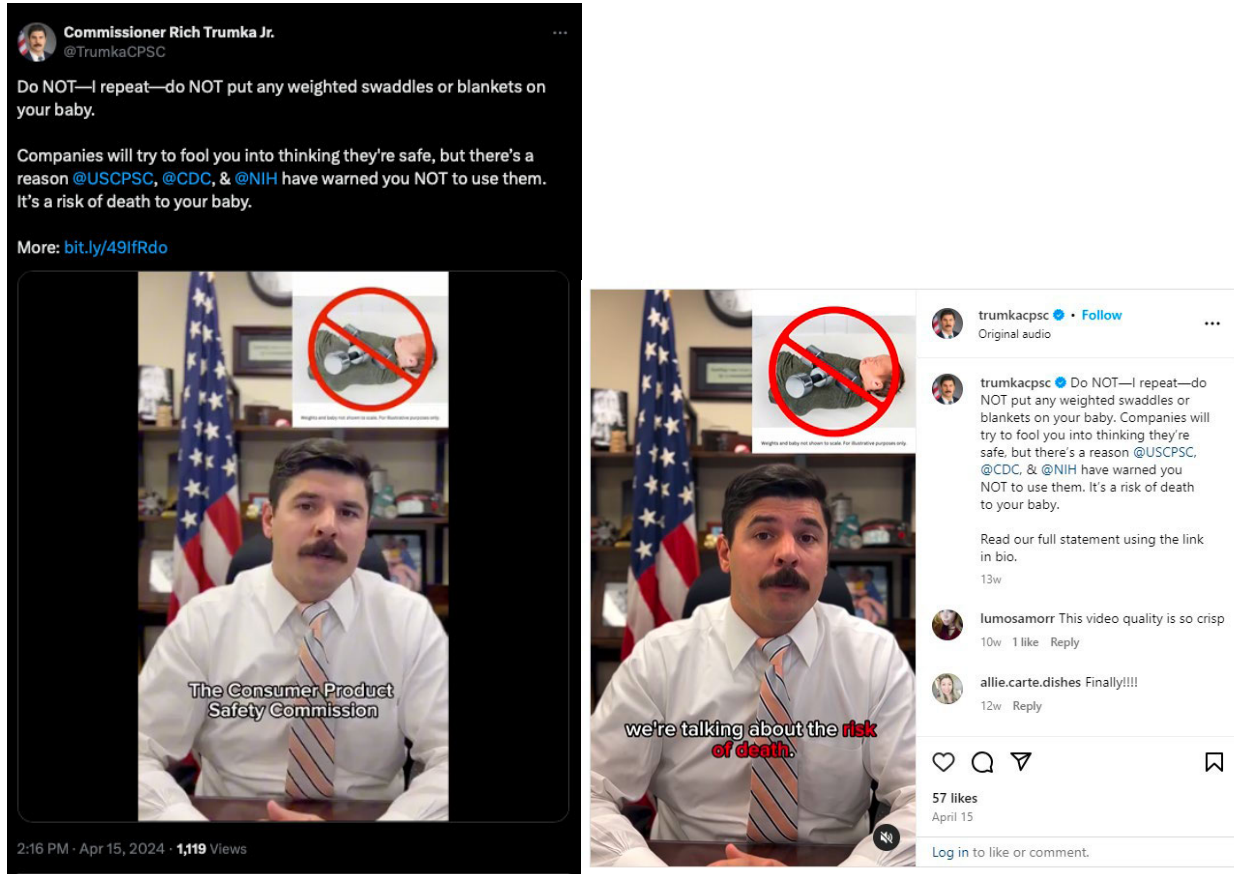 Commissioner Rich Trumka Jr.
@TrumkaCPSC
Do NOT—I repeat—do NOT put any weighted swaddles or blankets on
your baby.
Companies will try to fool you into thinking they're safe, but there's a
reason @USCPSC, @CDC, & @NIH have warned you NOT to use them.
It's a risk of death to your baby.
More: bit.ly/49IfRdo
Weights and baby not shown to scale. For illustrative purposes only.
The Consumer Product
Safety Commission
2:16 PM · Apr 15, 2024 · 1,119 Views
Weights and baby not shown to scale. For illustrative purposes only.
we're talking about the risk
of death.
trumkacpsc • Follow
Original audio
trumkacpsc Do NOT—I repeat—do
NOT put any weighted swaddles or
blankets on your baby. Companies will
try to fool you into thinking they're
safe, but there's a reason @USCPSC,
@CDC, & @NIH have warned you
NOT to use them. It's a risk of death
to your baby.
Read our full statement using the link
in bio.
13w
lumosamorr This video quality is so crisp
10w 1 like Reply
allie.carte.dishes Finally!!!!
12w Reply
57 likes
April 15
Log in to like or comment.